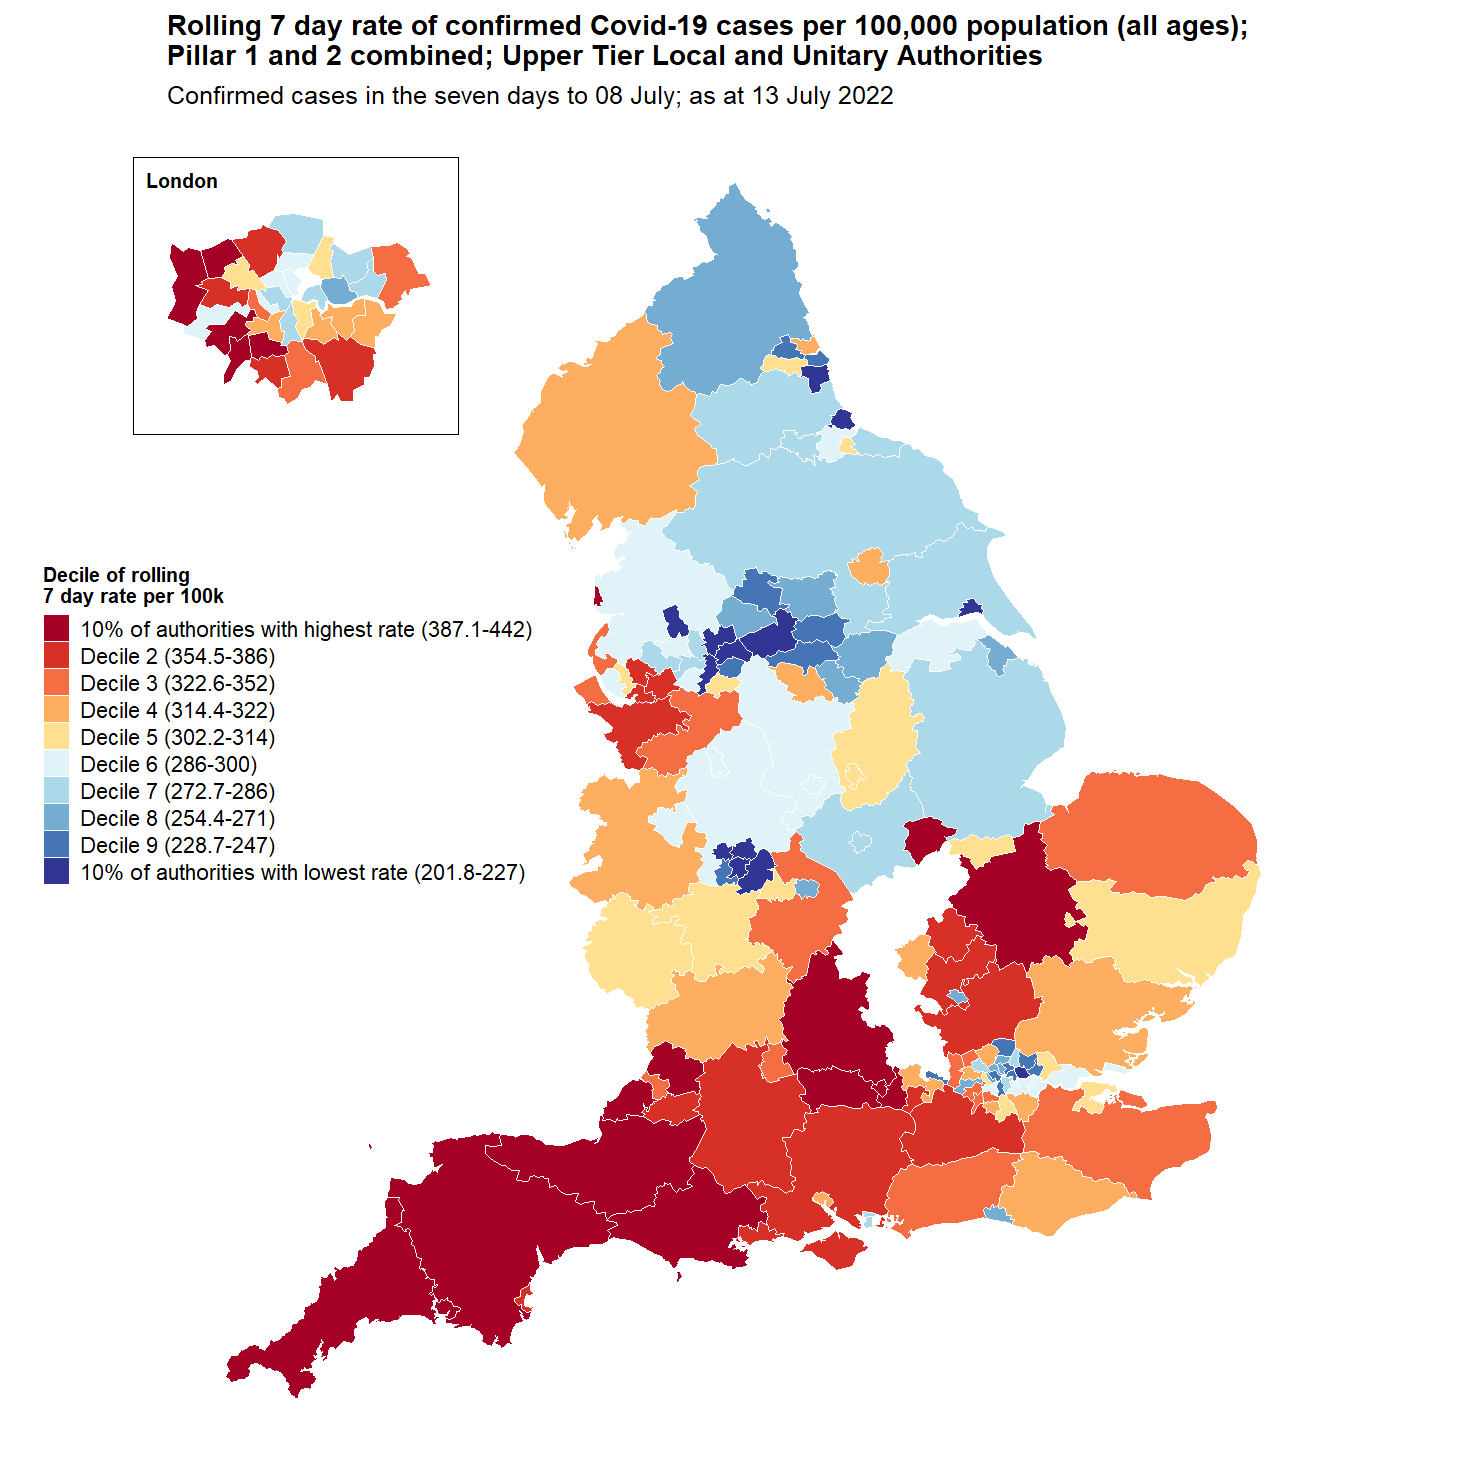 Rolling 7 day rate of confirmed Covid-19 cases per 100,000 population (all ages);
Pillar 1 and 2 combined; Upper Tier Local and Unitary Authorities
Confirmed cases in the seven days to 08 July; as at 13 July 2022
London
Decile of rolling
7 day rate per 100k
10% of authorities with highest rate (387.1-442)
Decile 2 (354.5-386)
Decile 3 (322.6-352)
Decile 4 (314.4-322)
Decile 5 (302.2-314)
Decile 6 (286-300)
Decile 7 (272.7-286)
Decile 8 (254.4-271)
Decile 9 (228.7-247)
10% of authorities with lowest rate (201.8-227)